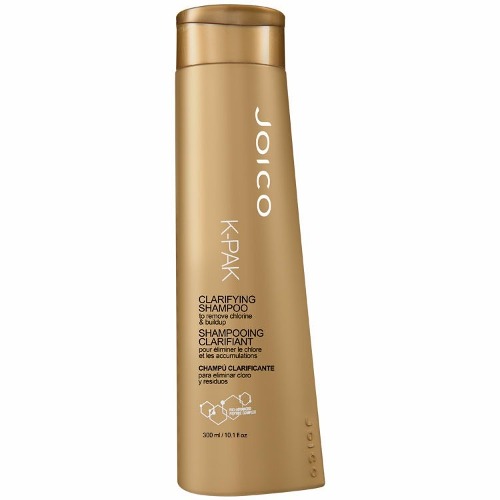 JOICO
K-PAK
CLARIFYING
SHAMPOO
to remove chlorine
& buildup
SHAMPOOING
CLARIFIANT
pour éliminer le chlore
et les accumulations
CHAMPÚ CLARIFICANTE
para eliminar cloro
y residuos
300 ml / 10.1 fl oz
JOICO